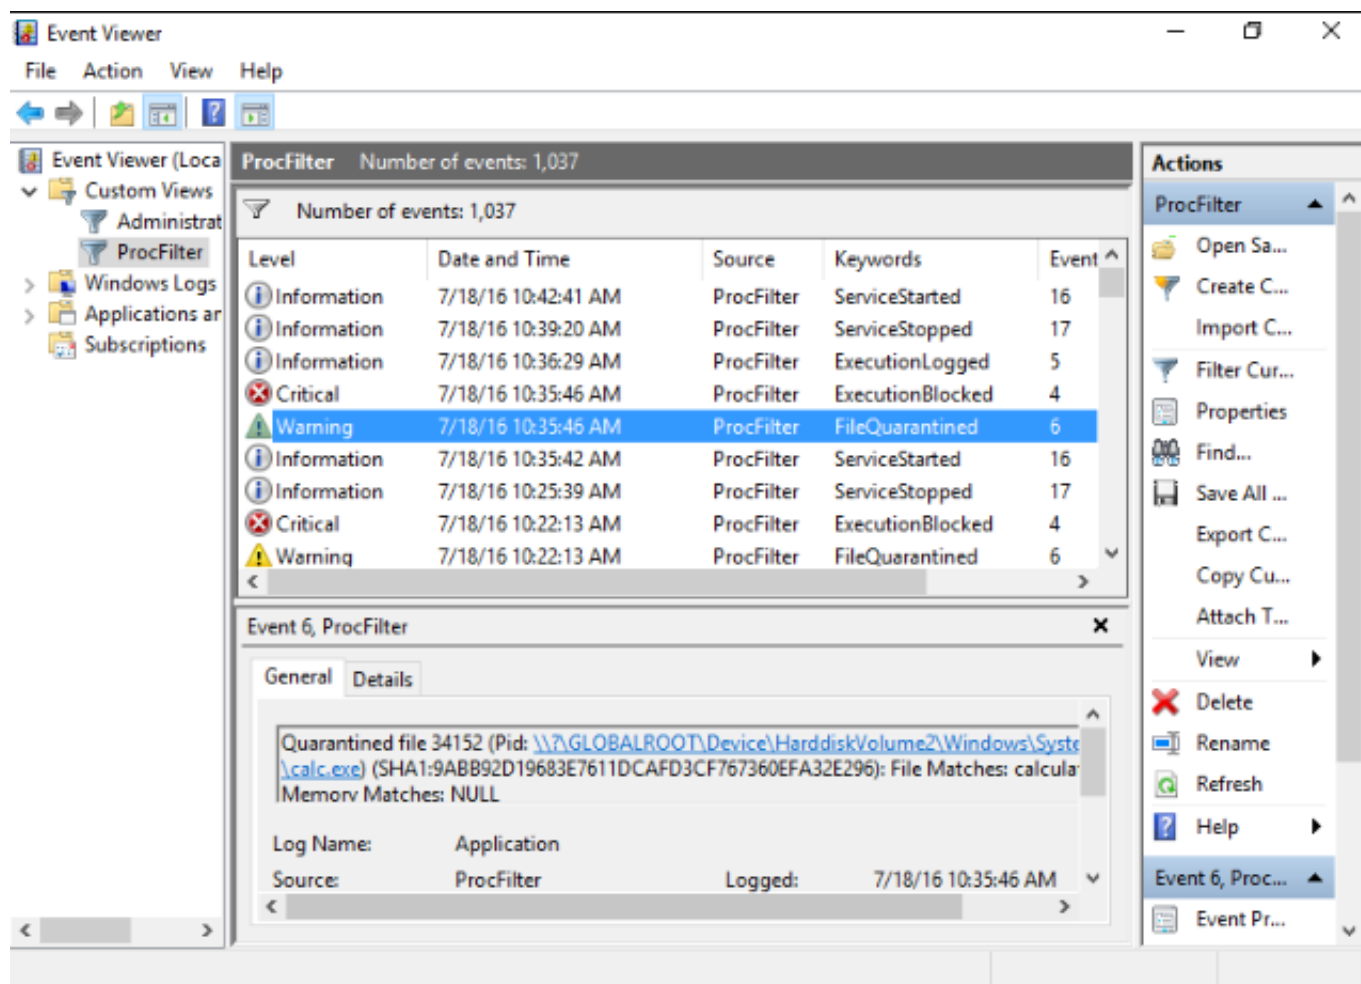 Event Viewer
File Action View Help
Event Viewer (Loca
Custom Views
Administrat
ProcFilter
Windows Logs
Applications ar
Subscriptions
ProcFilter Number of events: 1,037
Number of events: 1,037
Level Date and Time Source Keywords Event
Information 7/18/16 10:42:41 AM ProcFilter ServiceStarted 16
Information 7/18/16 10:39:20 AM ProcFilter ServiceStopped 17
Information 7/18/16 10:36:29 AM ProcFilter ExecutionLogged 5
Critical 7/18/16 10:35:46 AM ProcFilter ExecutionBlocked 4
Warning 7/18/16 10:35:46 AM ProcFilter FileQuarantined 6
Information 7/18/16 10:35:42 AM ProcFilter ServiceStarted 16
Information 7/18/16 10:25:39 AM ProcFilter ServiceStopped 17
Critical 7/18/16 10:22:13 AM ProcFilter ExecutionBlocked 4
Warning 7/18/16 10:22:13 AM ProcFilter FileQuarantined 6
Event 6, ProcFilter
General Details
Quarantined file 34152 (Pid: \\?\GLOBALROOT\Device\HarddiskVolume2\Windows\Syste
\calc.exe) (SHA1:9ABB92D19683E7611DCAFD3CF767360EFA32E296): File Matches: calcula
Memory Matches: NULL
Log Name: Application
Source: ProcFilter Logged: 7/18/16 10:35:46 AM
Actions
ProcFilter
Open Sa...
Create C...
Import C...
Filter Cur...
Properties
Find...
Save All ...
Export C...
Copy Cu...
Attach T...
View
Delete
Rename
Refresh
Help
Event 6, Proc...
Event Pr...